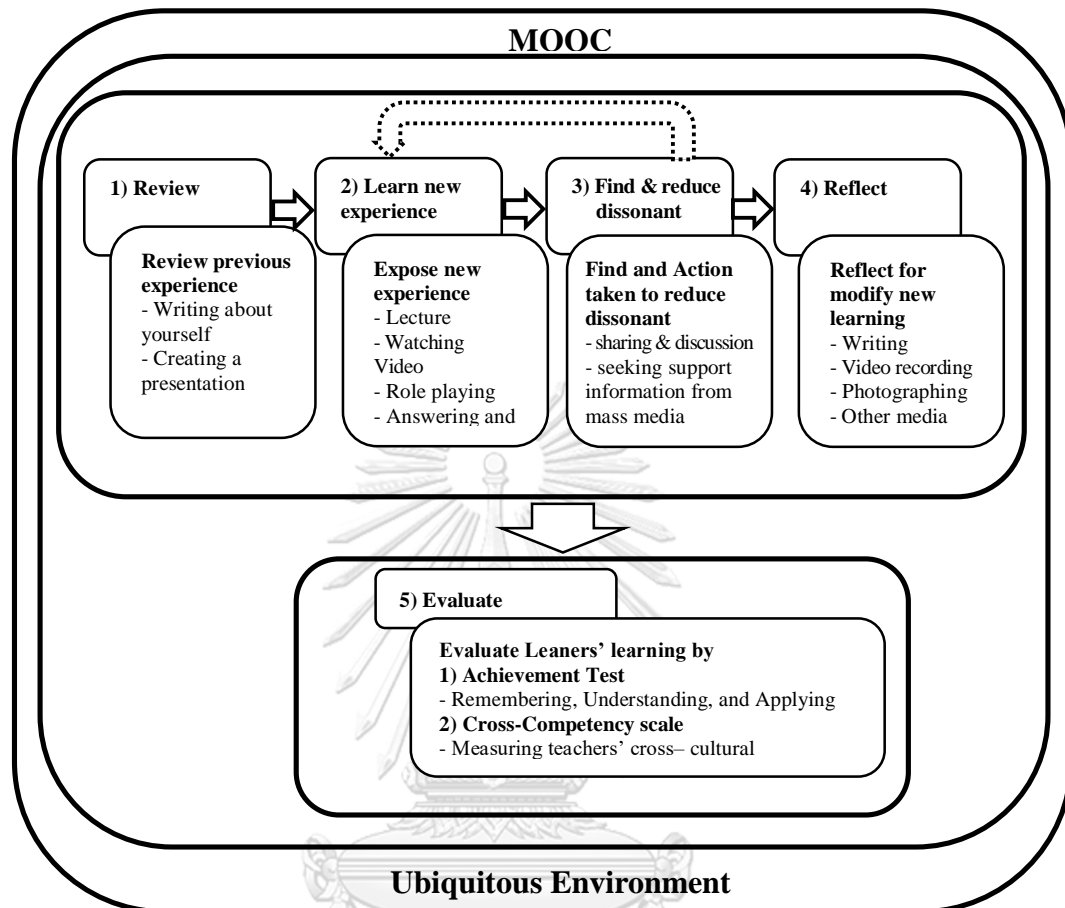 MOOC
1) Review
2) Learn new
experience
3) Find & reduce
dissonant
4) Reflect
Review previous
experience
- Writing about
yourself
- Creating a
presentation
Expose new
experience
- Lecture
- Watching
Video
- Role playing
- Answering and
Find and Action
taken to reduce
dissonant
- sharing & discussion
- seeking support
information from
mass media
Reflect for
modify new
learning
- Writing
- Video recording
- Photographing
- Other media
5) Evaluate
Evaluate Leaners’ learning by
1) Achievement Test
- Remembering, Understanding, and Applying
2) Cross-Competency scale
- Measuring teachers’ cross– cultural
Ubiquitous Environment